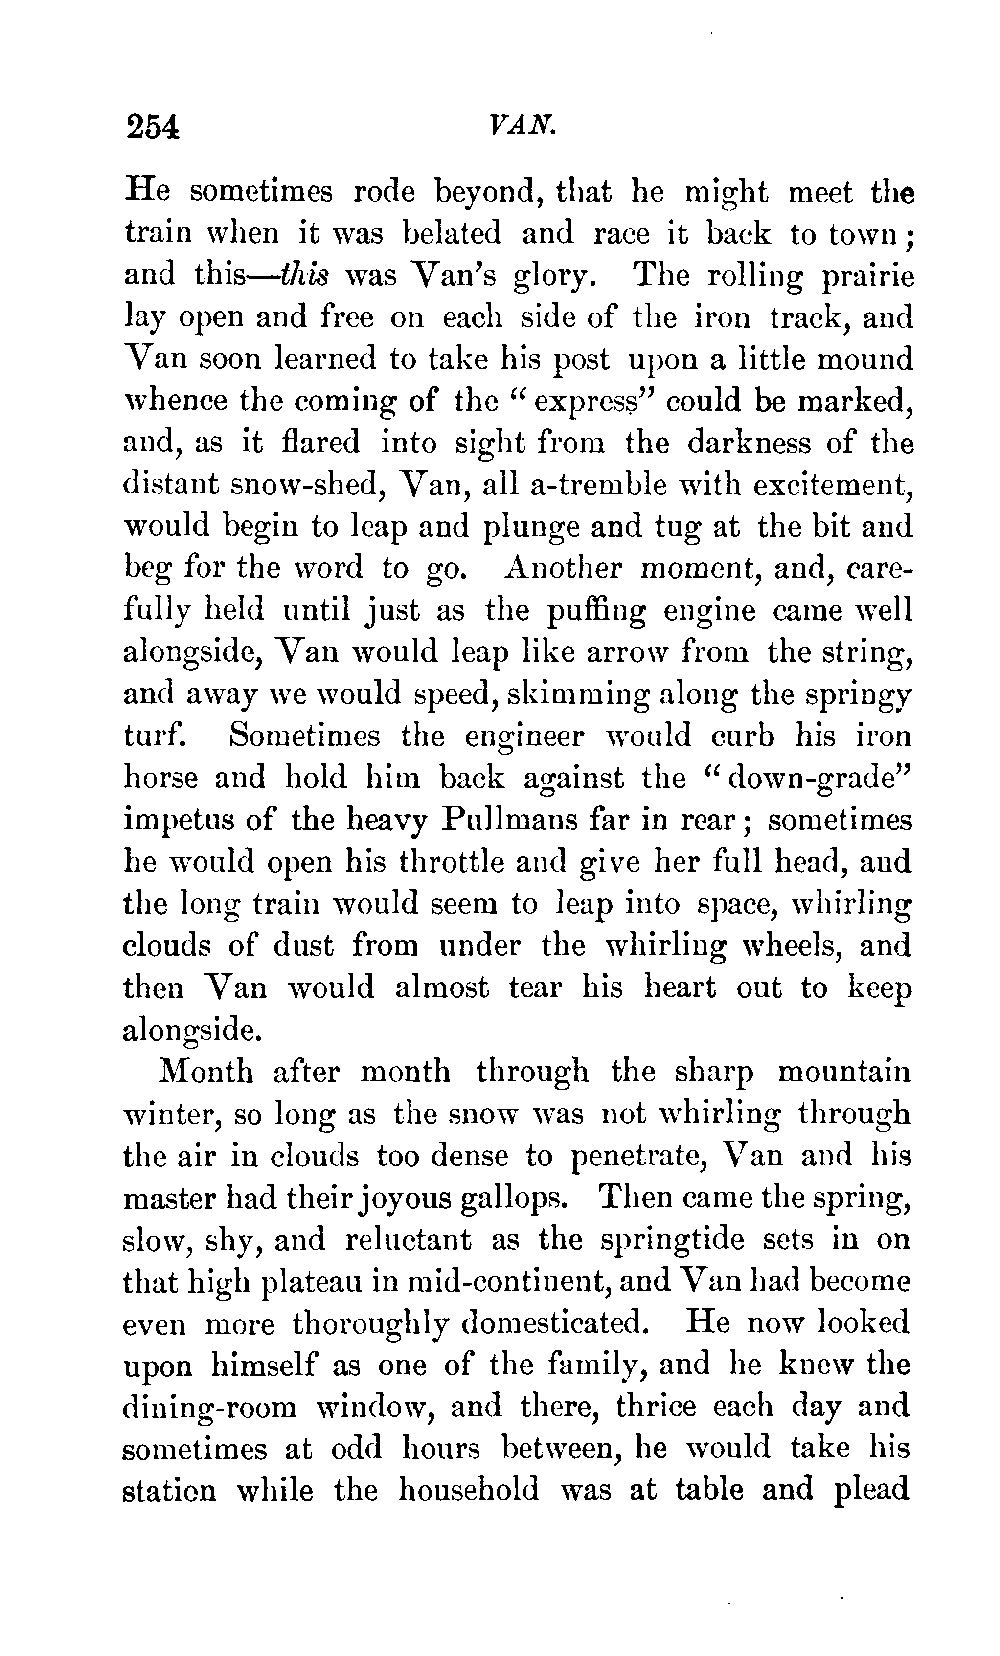 254 VAN.
He sometimes rode beyond, that he might meet the
train when it was belated and race it back to town;
and this—this was Van's glory. The rolling prairie
lay open and free on each side of the iron track, and
Van soon learned to take his post upon a little mound
whence the coming of the “express” could be marked,
and, as it flared into sight from the darkness of the
distant snow-shed, Van, all a-tremble with excitement,
would begin to leap and plunge and tug at the bit and
beg for the word to go. Another moment, and, care-
fully held until just as the puffing engine came well
alongside, Van would leap like arrow from the string,
and away we would speed, skimming along the springy
turf. Sometimes the engineer would curb his iron
horse and hold him back against the “down-grade”
impetus of the heavy Pullmans far in rear; sometimes
he would open his throttle and give her full head, and
the long train would seem to leap into space, whirling
clouds of dust from under the whirling wheels, and
then Van would almost tear his heart out to keep
alongside.
Month after month through the sharp mountain
winter, so long as the snow was not whirling through
the air in clouds too dense to penetrate, Van and his
master had their joyous gallops. Then came the spring,
slow, shy, and reluctant as the springtide sets in on
that high plateau in mid-continent, and Van had become
even more thoroughly domesticated. He now looked
upon himself as one of the family, and he knew the
dining-room window, and there, thrice each day and
sometimes at odd hours between, he would take his
station while the household was at table and plead